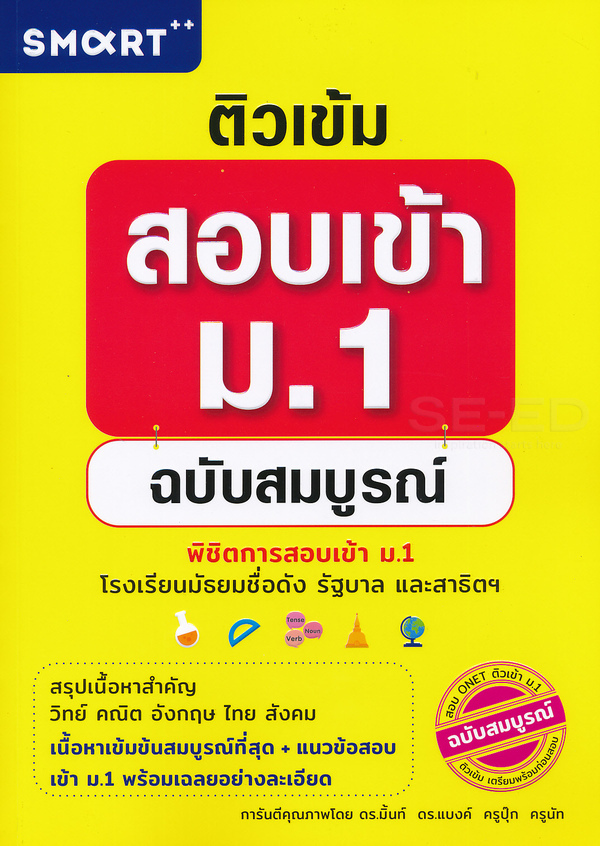 SMART++
ติวเข้ม
สอบเข้า
ม.1
SE-ED
ฉบับสมบูรณ์
พิชิตการสอบเข้า ม.1
โรงเรียนมัธยมชื่อดัง รัฐบาล และสาธิตฯ
Tense
Noun
Verb
สรุปเนื้อหาสำคัญ
วิทย์ คณิต อังกฤษ ไทย สังคม
เนื้อหาเข้มข้นสมบูรณ์ที่สุด + แนวข้อสอบ
เข้า ม.1 พร้อมเฉลยอย่างละเอียด
สอบ ONET ติวเข้า ม.1
ฉบับสมบูรณ์
ติวเข้ม เตรียมพร้อมก่อนสอบ
การันตีคุณภาพโดย ดร.มิ้นท์ ดร.แบงค์ ครูปุ๊ก ครูนัท